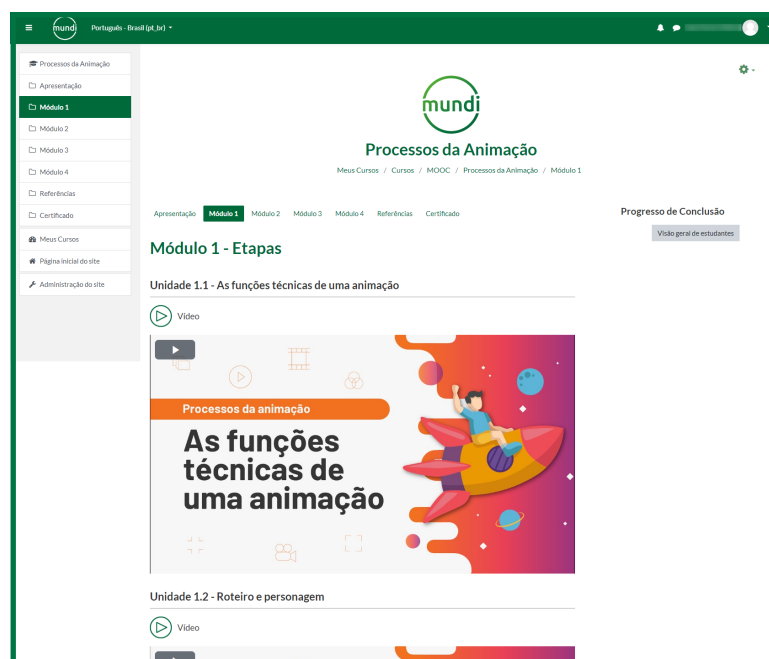 mundi
Português - Brasil (pt_br)
Processos da Animação
Apresentação
Módulo 1
Módulo 2
Módulo 3
Módulo 4
Referências
Certificado
Meus Cursos
Página inicial do site
Administração do site
mundi
Processos da Animação
Meus Cursos / Cursos / MOOC / Processos da Animação / Módulo 1
Apresentação Módulo 1 Módulo 2 Módulo 3 Módulo 4 Referências Certificado
Progresso de Conclusão
Visão geral de estudantes
Módulo 1 - Etapas
Unidade 1.1 - As funções técnicas de uma animação
Vídeo
Processos da animação
As funções
técnicas de
uma animação
Unidade 1.2 - Roteiro e personagem
Vídeo